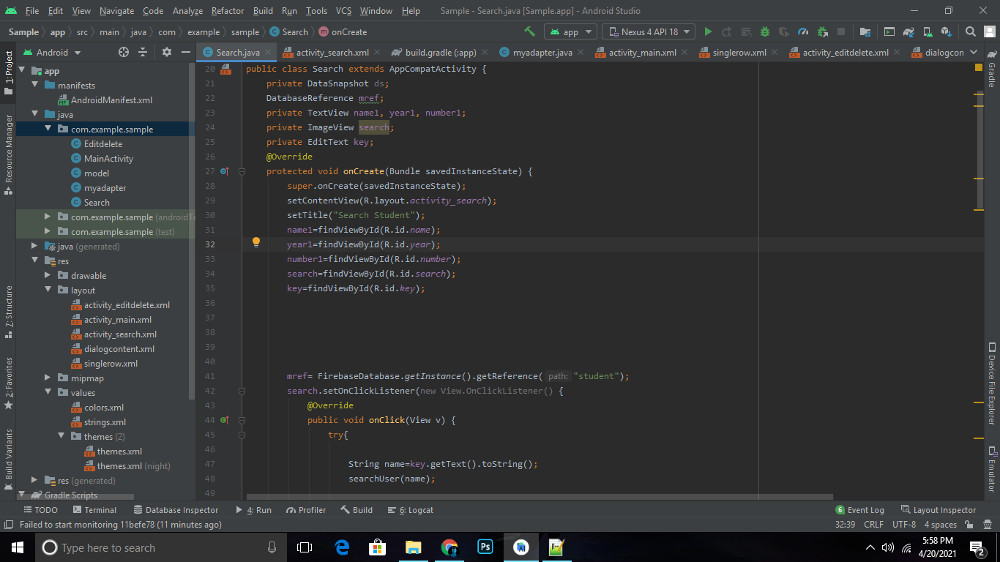 File Edit View Navigate Code Analyze Refactor Build Run Tools VCS Window Help Sample - Search.java [Sample.app] - Android Studio
Sample app src main java com example sample Search onCreate app Nexus 4 API 18
Android Search.java activity_search.xml build.gradle (:app) myadapter.java activity_main.xml singlerow.xml activity_editdelete.xml dialogcon
1: Project
Resource Manager
7: Structure
2: Favorites
Build Variants
app
manifests
AndroidManifest.xml
java
com.example.sample
Editdelete
MainActivity
model
myadapter
Search
com.example.sample (androidTe
com.example.sample (test)
java (generated)
res
drawable
layout
activity_editdelete.xml
activity_main.xml
activity_search.xml
dialogcontent.xml
singlerow.xml
mipmap
values
colors.xml
strings.xml
themes (2)
themes.xml
themes.xml (night)
res (generated)
Gradle Scripts
20 public class Search extends AppCompatActivity {
21 private DataSnapshot ds;
22 DatabaseReference mref;
23 private TextView name1, year1, number1;
24 private ImageView search;
25 private EditText key;
26 @Override
27 protected void onCreate(Bundle savedInstanceState) {
28 super.onCreate(savedInstanceState);
29 setContentView(R.layout.activity_search);
30 setTitle("Search Student");
31 name1=findViewById(R.id.name);
32 year1=findViewById(R.id.year);
33 number1=findViewById(R.id.number);
34 search=findViewById(R.id.search);
35 key=findViewById(R.id.key);
36
37
38
39
40
41 mref= FirebaseDatabase.getInstance().getReference( path: "student");
42 search.setOnClickListener(new View.OnClickListener() {
43 @Override
44 public void onClick(View v) {
45 try{
46
47 String name=key.getText().toString();
48 searchUser(name);
49
Gradle
Device File Explorer
Emulator
TODO Terminal Database Inspector 4: Run Profiler Build 6: Logcat 6 Event Log Layout Inspector
Failed to start monitoring 11befe78 (11 minutes ago) 32:39 CRLF UTF-8 4 spaces
Type here to search Ps 5:58 PM
4/20/2021
2